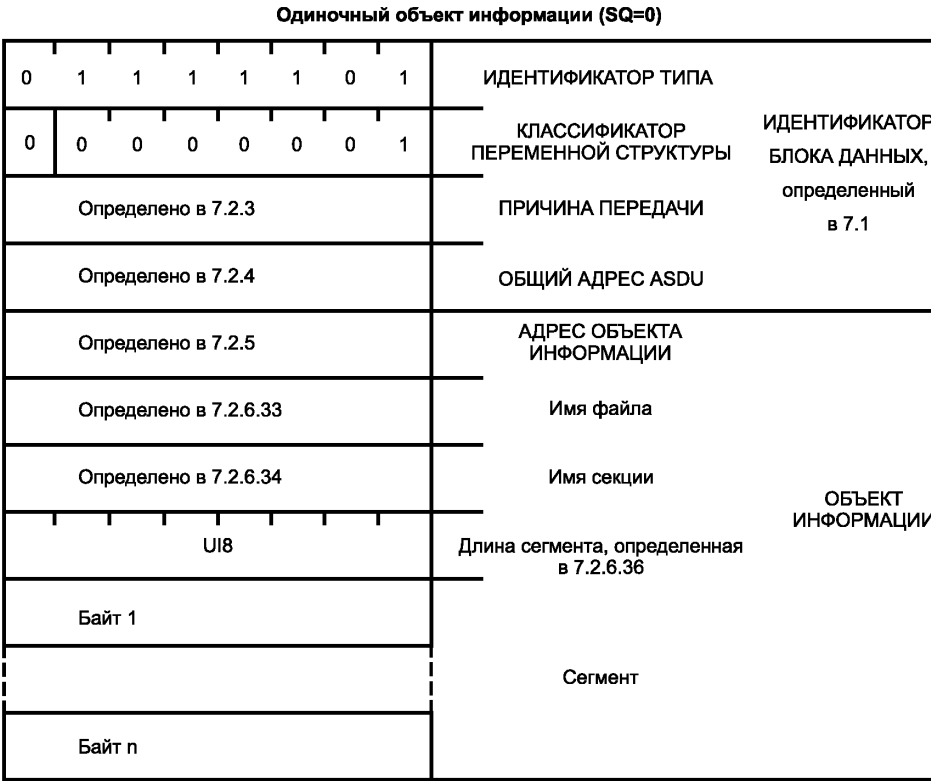 Одиночный объект информации (SQ=0)
0 1 1 1 1 1 0 1
ИДЕНТИФИКАТОР ТИПА
0 0 0 0 0 0 0 1
КЛАССИФИКАТОР
ПЕРЕМЕННОЙ СТРУКТУРЫ
ИДЕНТИФИКАТОР
БЛОКА ДАННЫХ,
определенный
в 7.1
Определено в 7.2.3
ПРИЧИНА ПЕРЕДАЧИ
Определено в 7.2.4
ОБЩИЙ АДРЕС ASDU
Определено в 7.2.5
АДРЕС ОБЪЕКТА
ИНФОРМАЦИИ
Определено в 7.2.6.33
Имя файла
Определено в 7.2.6.34
Имя секции
ОБЪЕКТ
ИНФОРМАЦИИ
UI8
Длина сегмента, определенная
в 7.2.6.36
Байт 1
Сегмент
Байт n